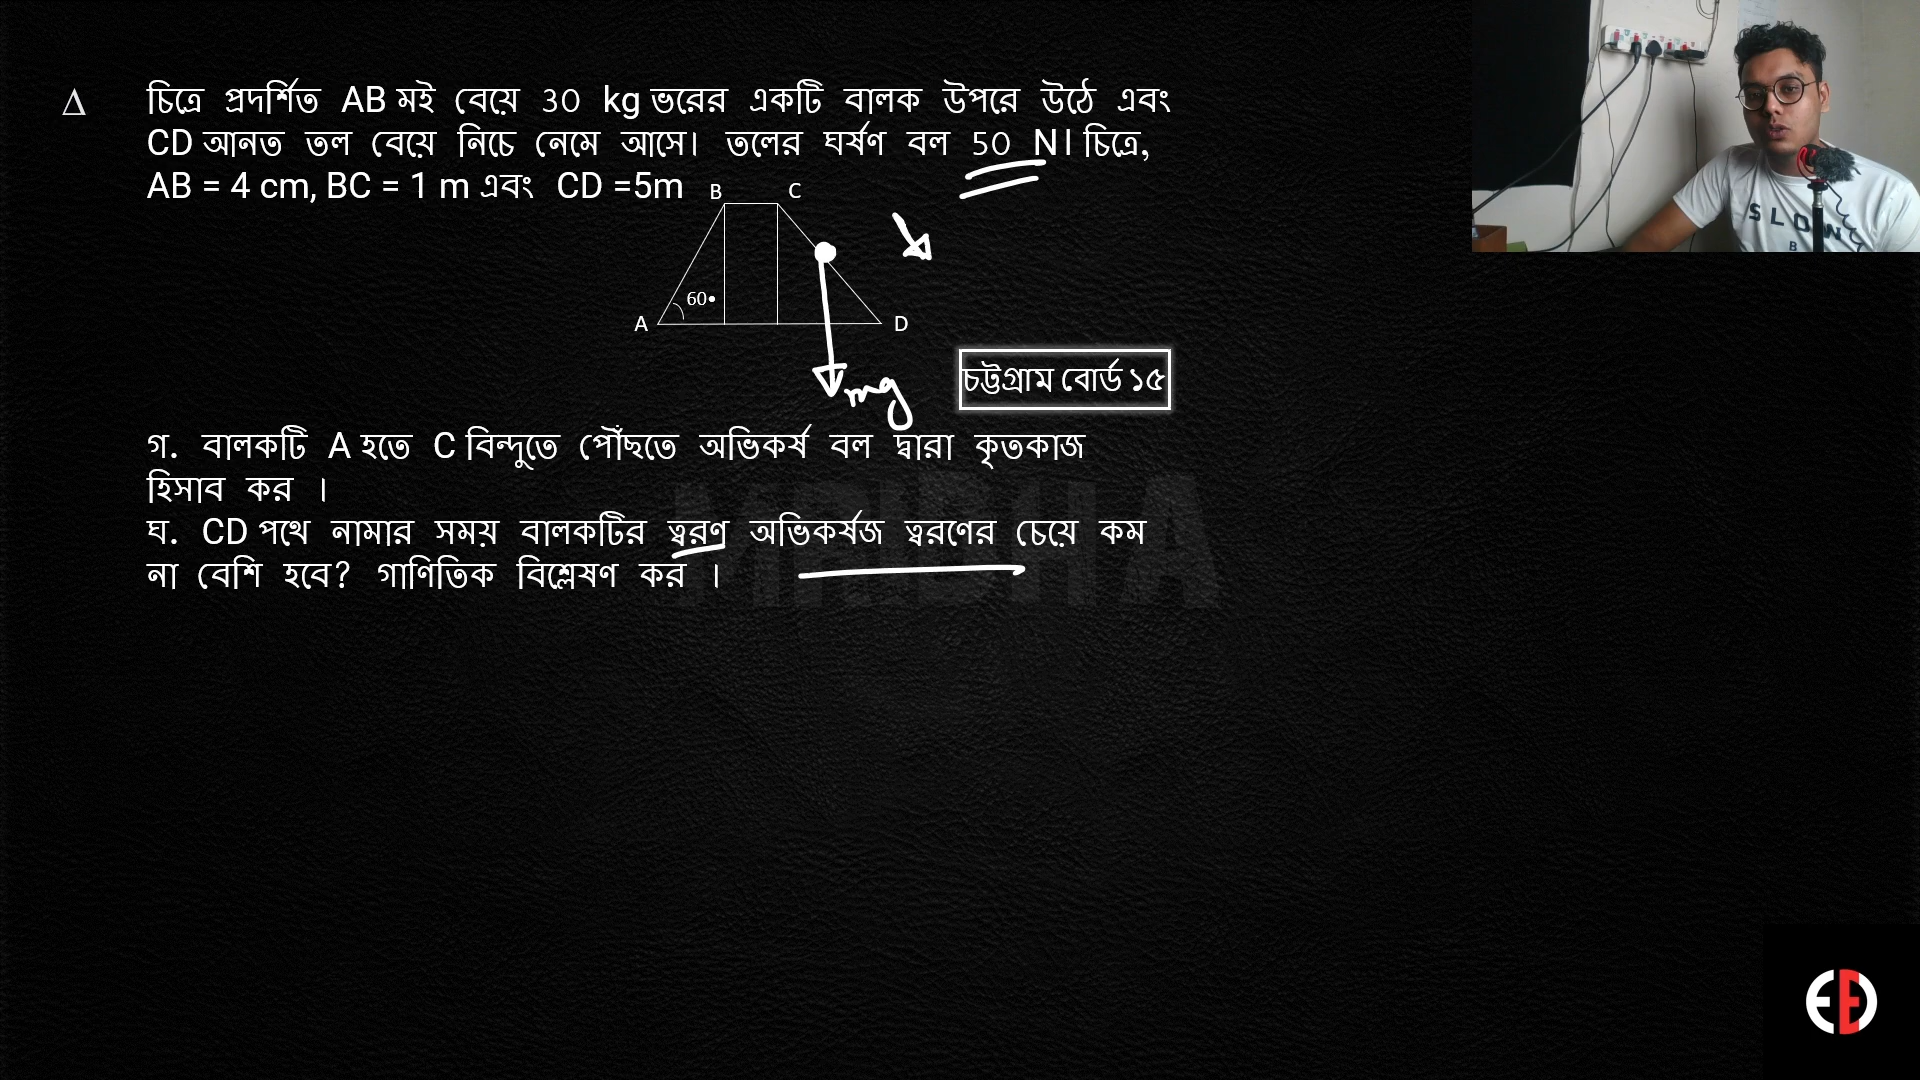 Δ চিত্রে প্রদর্শিত AB মই বেয়ে 30 kg ভরের একটি বালক উপরে উঠে এবং
CD আনত তল বেয়ে নিচে নেমে আসে। তলের ঘর্ষণ বল 50 N। চিত্রে,
AB = 4 cm, BC = 1 m এবং CD =5m
B C
60•
A D
mg
চট্টগ্রাম বোর্ড ১৫
গ. বালকটি A হতে C বিন্দুতে পৌঁছতে অভিকর্ষ বল দ্বারা কৃতকাজ
হিসাব কর ।
ঘ. CD পথে নামার সময় বালকটির ত্বরণ অভিকর্ষজ ত্বরণের চেয়ে কম
না বেশি হবে? গাণিতিক বিশ্লেষণ কর ।
SLOW
B